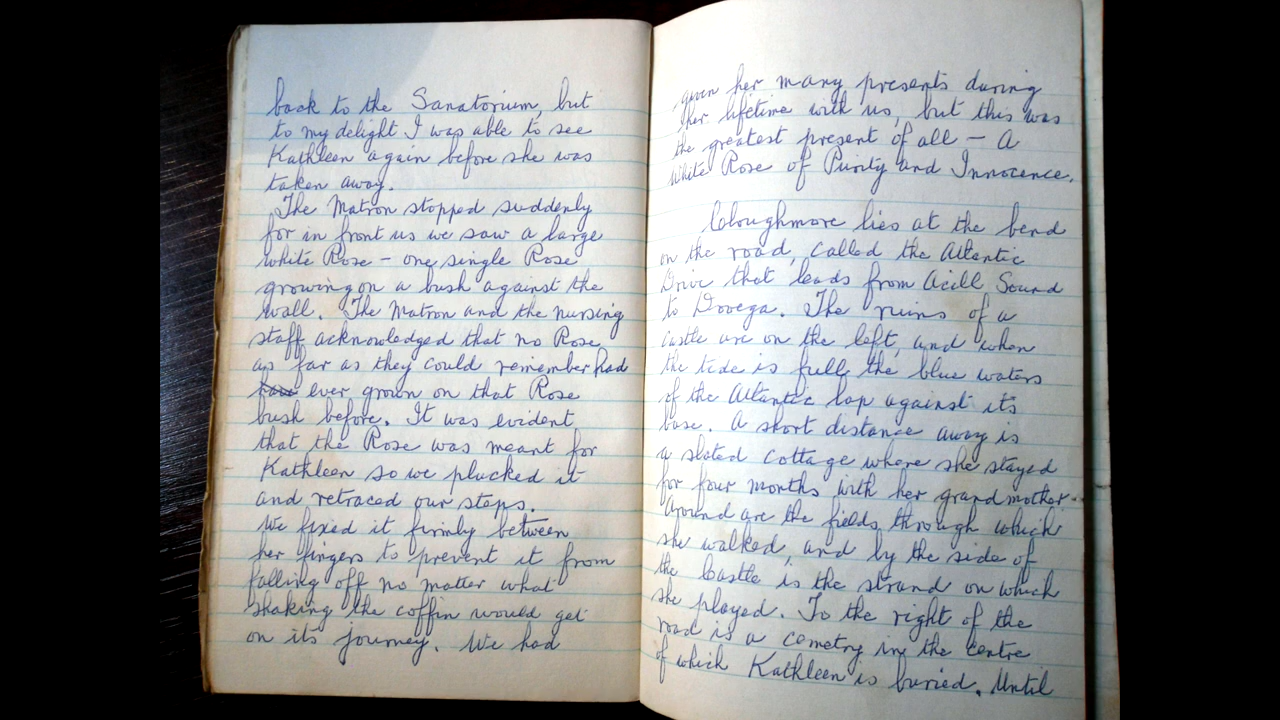 back to the Sanatorium, but
to my delight I was able to see
Kathleen again before she was
taken away.
The Matron stopped suddenly
for in front us we saw a large
white Rose – one single Rose
growing on a bush against the
wall. The Matron and the nursing
staff acknowledged that no Rose,
as far as they could remember had
ever grown on that Rose
bush before. It was evident
that the Rose was meant for
Kathleen so we plucked it
and retraced our steps.
We fixed it firmly between
her fingers to prevent it from
falling off no matter what
shaking the coffin would get
on its journey. We had
given her many presents during
her lifetime with us, but this was
the greatest present of all – A
White Rose of Purity and Innocence.
Cloughmore lies at the bend
on the road, called the Atlantic
Drive that leads from Acill Sound
to Dovega. The ruins of a
castle are on the left, and when
the tide is full the blue waters
of the Atlantic lap against its
base. A short distance away is
a slated cottage where she stayed
for four months with her grandmother.
Around are the fields through which
she walked, and by the side of
the Castle is the strand on which
she played. To the right of the
road is a cemetry in the centre
of which Kathleen is buried. Until